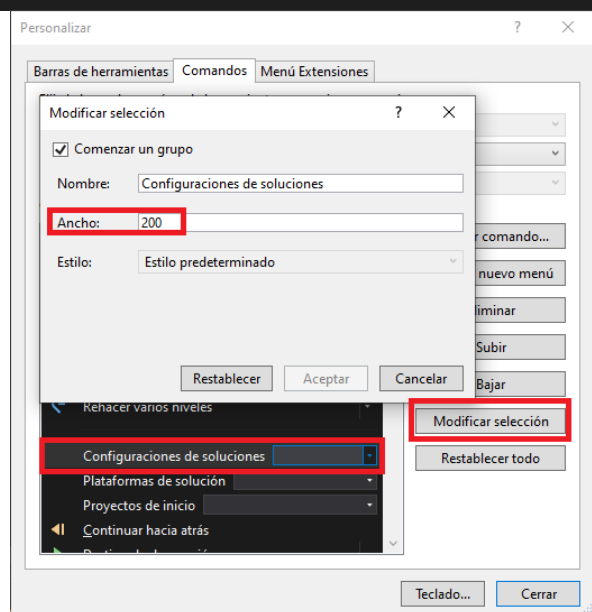 Personalizar
Barras de herramientas Comandos Menú Extensiones
Modificar selección
Comenzar un grupo
Nombre: Configuraciones de soluciones
Ancho: 200
Estilo: Estilo predeterminado
Restablecer Aceptar Cancelar
comando...
nuevo menú
Subir
Bajar
Modificar selección
Restablecer todo
Rehacer varios niveles
Configuraciones de soluciones
Plataformas de solución
Proyectos de inicio
Continuar hacia atrás
Teclado... Cerrar